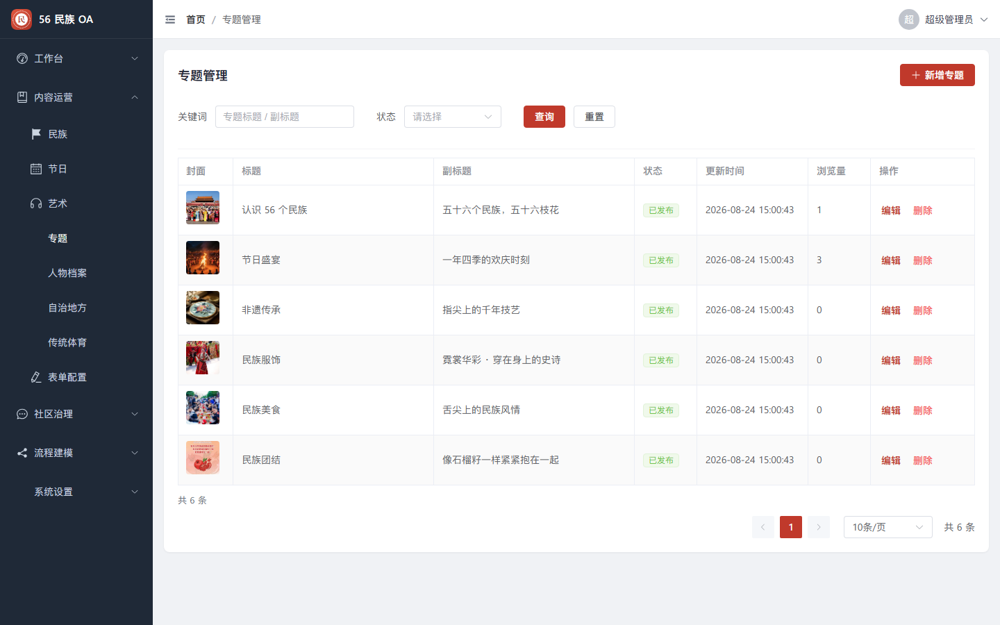 民
56 民族 OA
首页 / 专题管理
超 超级管理员
工作台
内容运营
民族
节日
艺术
专题
人物档案
自治地方
传统体育
表单配置
社区治理
流程建模
系统设置
专题管理
新增专题
关键词 专题标题 / 副标题 状态 请选择 查询 重置
封面 标题 副标题 状态 更新时间 浏览量 操作
认识 56 个民族 五十六个民族，五十六枝花 已发布 2026-08-24 15:00:43 1 编辑 删除
节日盛宴 一年四季的欢庆时刻 已发布 2026-08-24 15:00:43 3 编辑 删除
非遗传承 指尖上的千年技艺 已发布 2026-08-24 15:00:43 0 编辑 删除
民族服饰 霓裳华彩 · 穿在身上的史诗 已发布 2026-08-24 15:00:43 0 编辑 删除
民族美食 舌尖上的民族风情 已发布 2026-08-24 15:00:43 0 编辑 删除
民族团结 像石榴籽一样紧紧抱在一起 已发布 2026-08-24 15:00:43 0 编辑 删除
共 6 条
1 10条/页 共 6 条